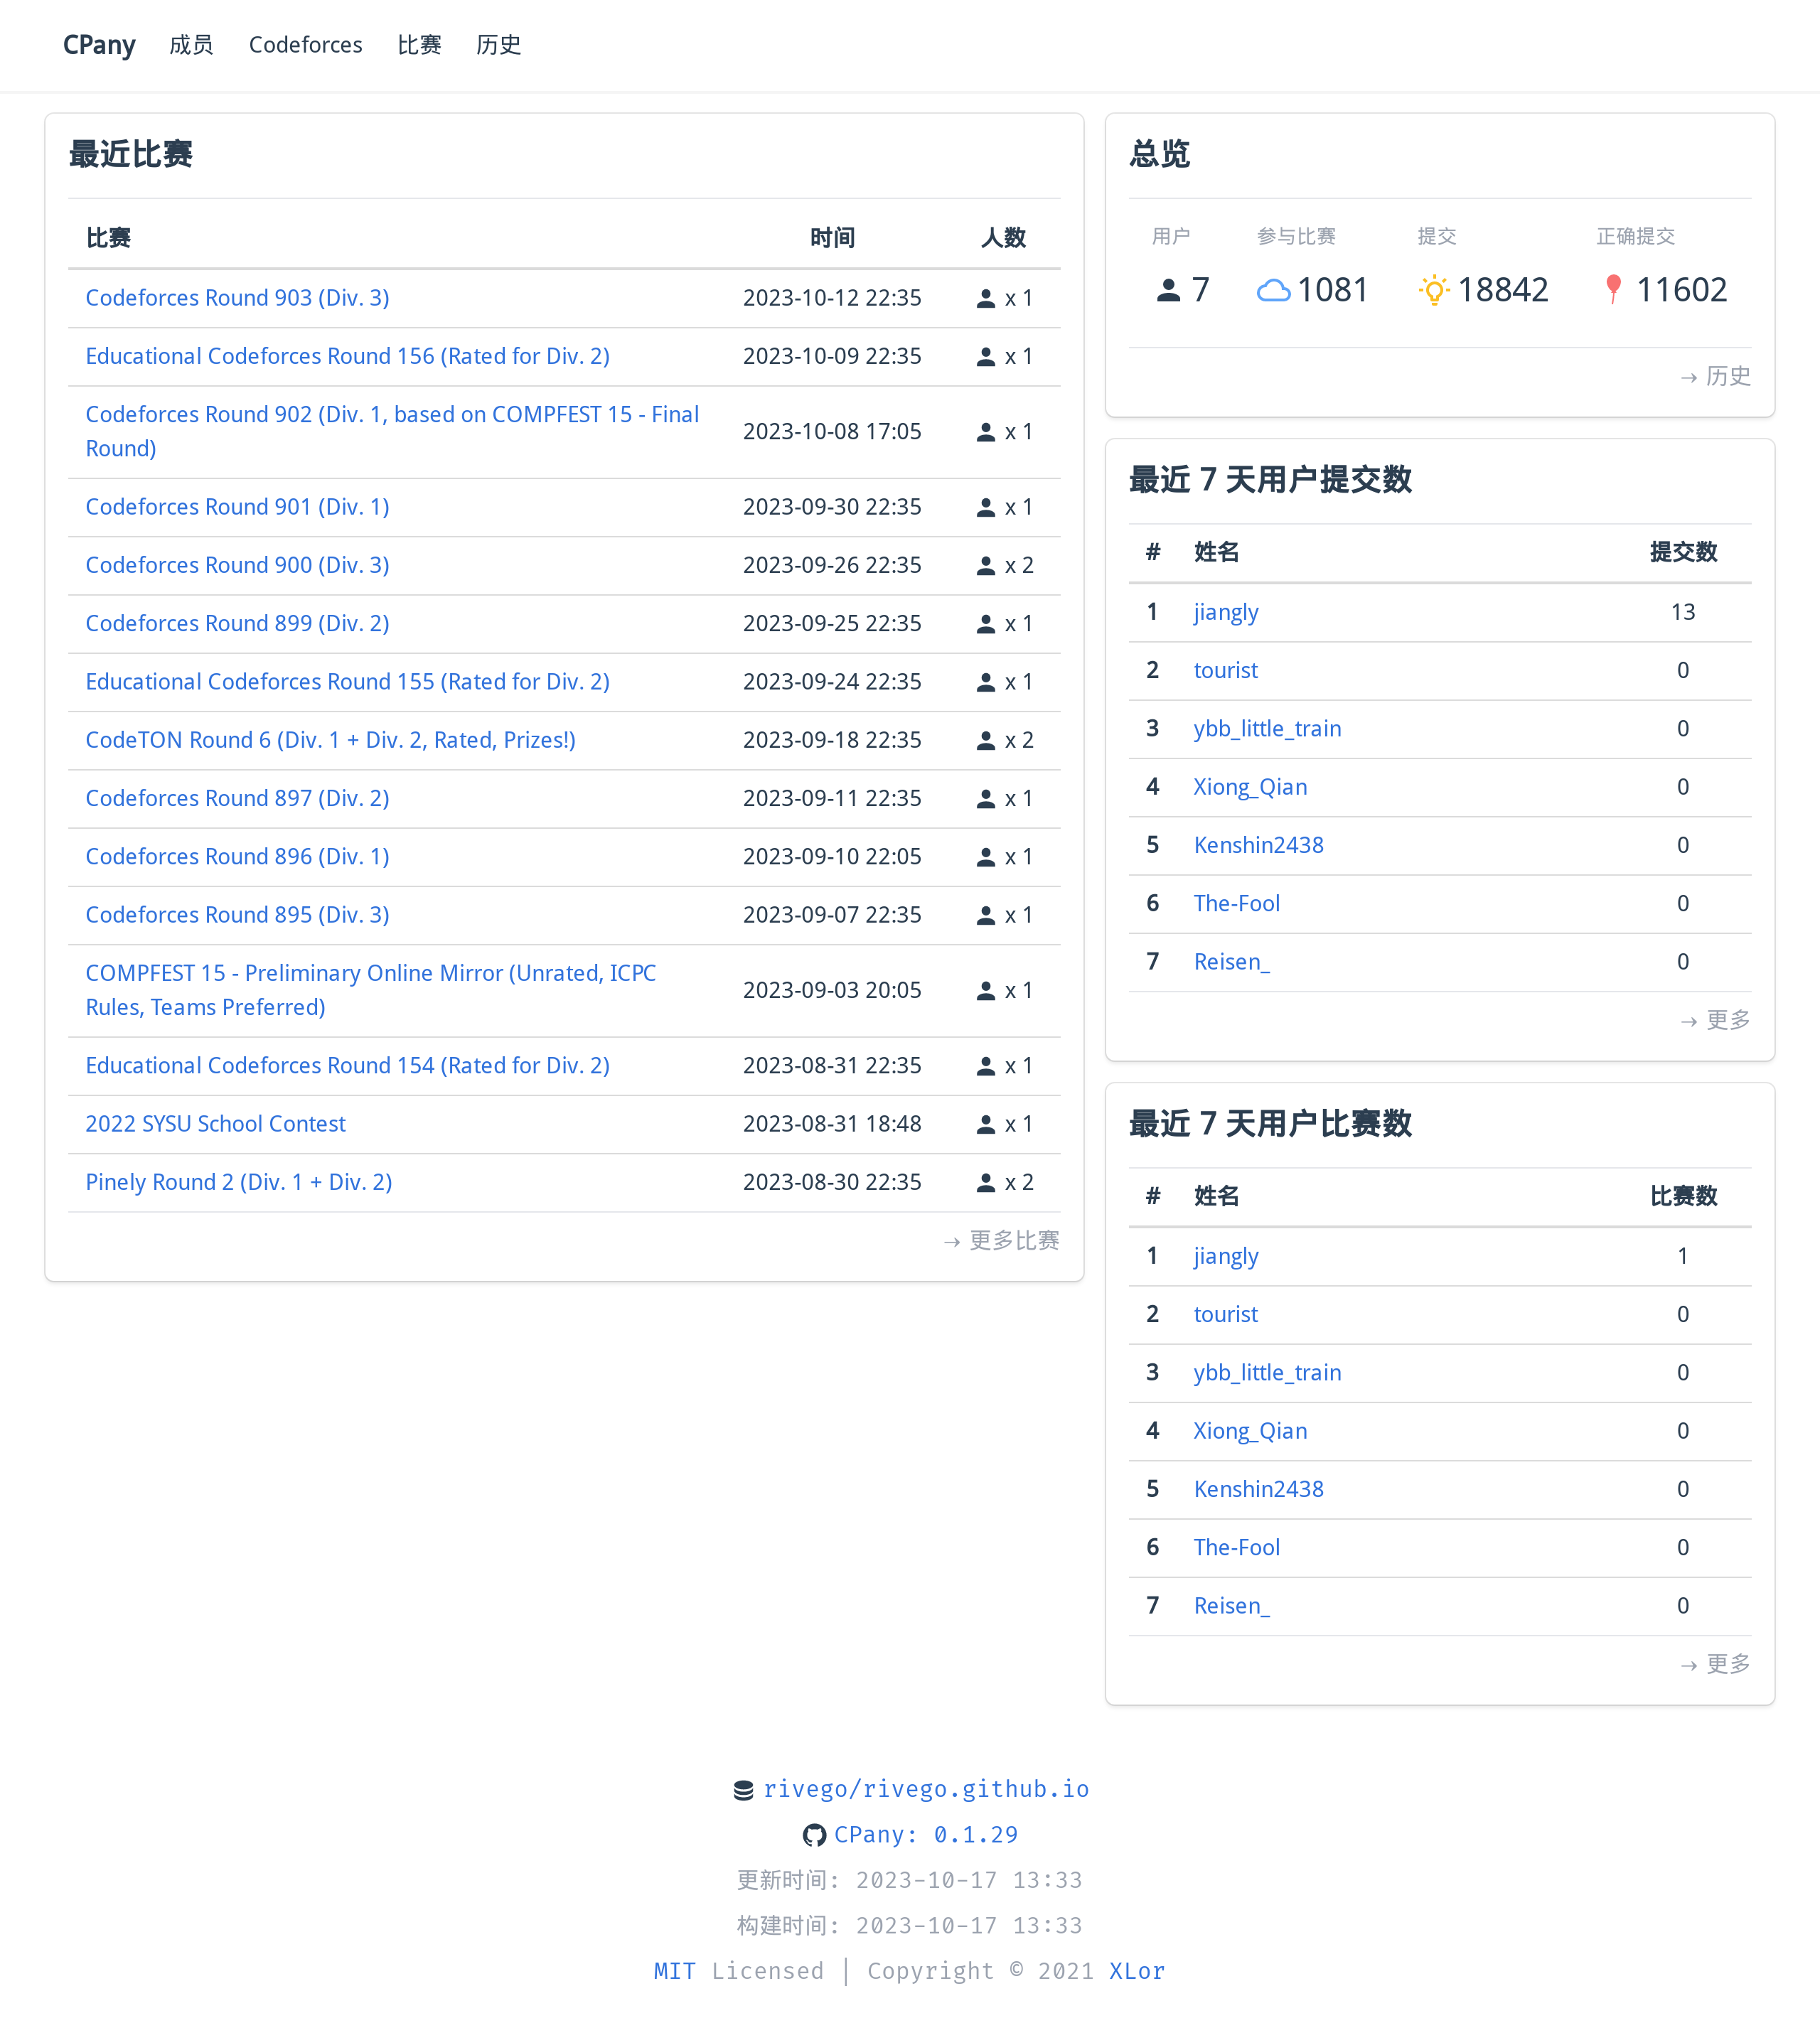 CPany 成员 Codeforces 比赛 历史
最近比赛
比赛 时间 人数
Codeforces Round 903 (Div. 3) 2023-10-12 22:35 x 1
Educational Codeforces Round 156 (Rated for Div. 2) 2023-10-09 22:35 x 1
Codeforces Round 902 (Div. 1, based on COMPFEST 15 - Final
Round) 2023-10-08 17:05 x 1
Codeforces Round 901 (Div. 1) 2023-09-30 22:35 x 1
Codeforces Round 900 (Div. 3) 2023-09-26 22:35 x 2
Codeforces Round 899 (Div. 2) 2023-09-25 22:35 x 1
Educational Codeforces Round 155 (Rated for Div. 2) 2023-09-24 22:35 x 1
CodeTON Round 6 (Div. 1 + Div. 2, Rated, Prizes!) 2023-09-18 22:35 x 2
Codeforces Round 897 (Div. 2) 2023-09-11 22:35 x 1
Codeforces Round 896 (Div. 1) 2023-09-10 22:05 x 1
Codeforces Round 895 (Div. 3) 2023-09-07 22:35 x 1
COMPFEST 15 - Preliminary Online Mirror (Unrated, ICPC
Rules, Teams Preferred) 2023-09-03 20:05 x 1
Educational Codeforces Round 154 (Rated for Div. 2) 2023-08-31 22:35 x 1
2022 SYSU School Contest 2023-08-31 18:48 x 1
Pinely Round 2 (Div. 1 + Div. 2) 2023-08-30 22:35 x 2
→ 更多比赛
总览
用户 参与比赛 提交 正确提交
7 1081 18842 11602
→ 历史
最近 7 天用户提交数
# 姓名 提交数
1 jiangly 13
2 tourist 0
3 ybb_little_train 0
4 Xiong_Qian 0
5 Kenshin2438 0
6 The-Fool 0
7 Reisen_ 0
→ 更多
最近 7 天用户比赛数
# 姓名 比赛数
1 jiangly 1
2 tourist 0
3 ybb_little_train 0
4 Xiong_Qian 0
5 Kenshin2438 0
6 The-Fool 0
7 Reisen_ 0
→ 更多
rivego/rivego.github.io
CPany: 0.1.29
更新时间: 2023-10-17 13:33
构建时间: 2023-10-17 13:33
MIT Licensed | Copyright © 2021 XLor